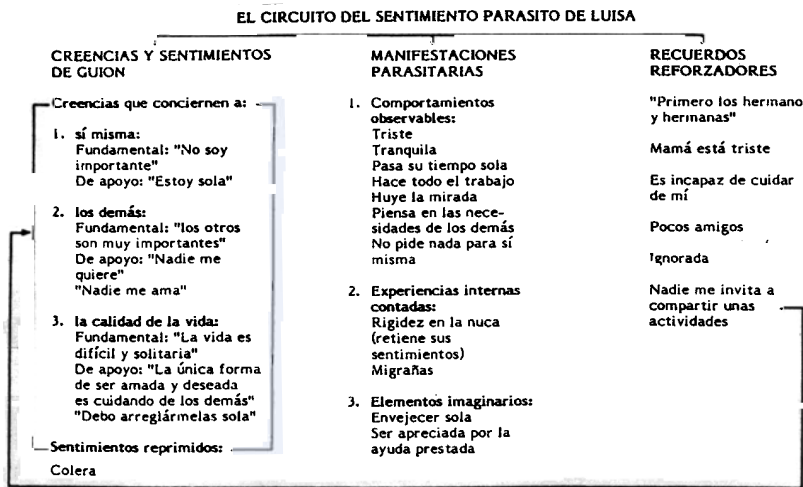 EL CIRCUITO DEL SENTIMIENTO PARASITO DE LUISA
CREENCIAS Y SENTIMIENTOS
DE GUION
Creencias que conciernen a:
1. sí misma:
Fundamental: "No soy
importante"
De apoyo: "Estoy sola"
2. los demás:
Fundamental: "los otros
son muy importantes"
De apoyo: "Nadie me
quiere"
"Nadie me ama"
3. la calidad de la vida:
Fundamental: "La vida es
difícil y solitaria"
De apoyo: "La única forma
de ser amada y deseada
es cuidando de los demás"
"Debo arreglármelas sola"
Sentimientos reprimidos:
Colera
MANIFESTACIONES
PARASITARIAS
1. Comportamientos
observables:
Triste
Tranquila
Pasa su tiempo sola
Hace todo el trabajo
Huye la mirada
Piensa en las nece-
sidades de los demás
No pide nada para sí
misma
2. Experiencias internas
contadas:
Rigidez en la nuca
(retiene sus
sentimientos)
Migrañas
3. Elementos imaginarios:
Envejecer sola
Ser apreciada por la
ayuda prestada
RECUERDOS
REFORZADORES
"Primero los hermano
y hermanas"
Mamá está triste
Es incapaz de cuidar
de mí
Pocos amigos
Ignorada
Nadie me invita a
compartir unas
actividades